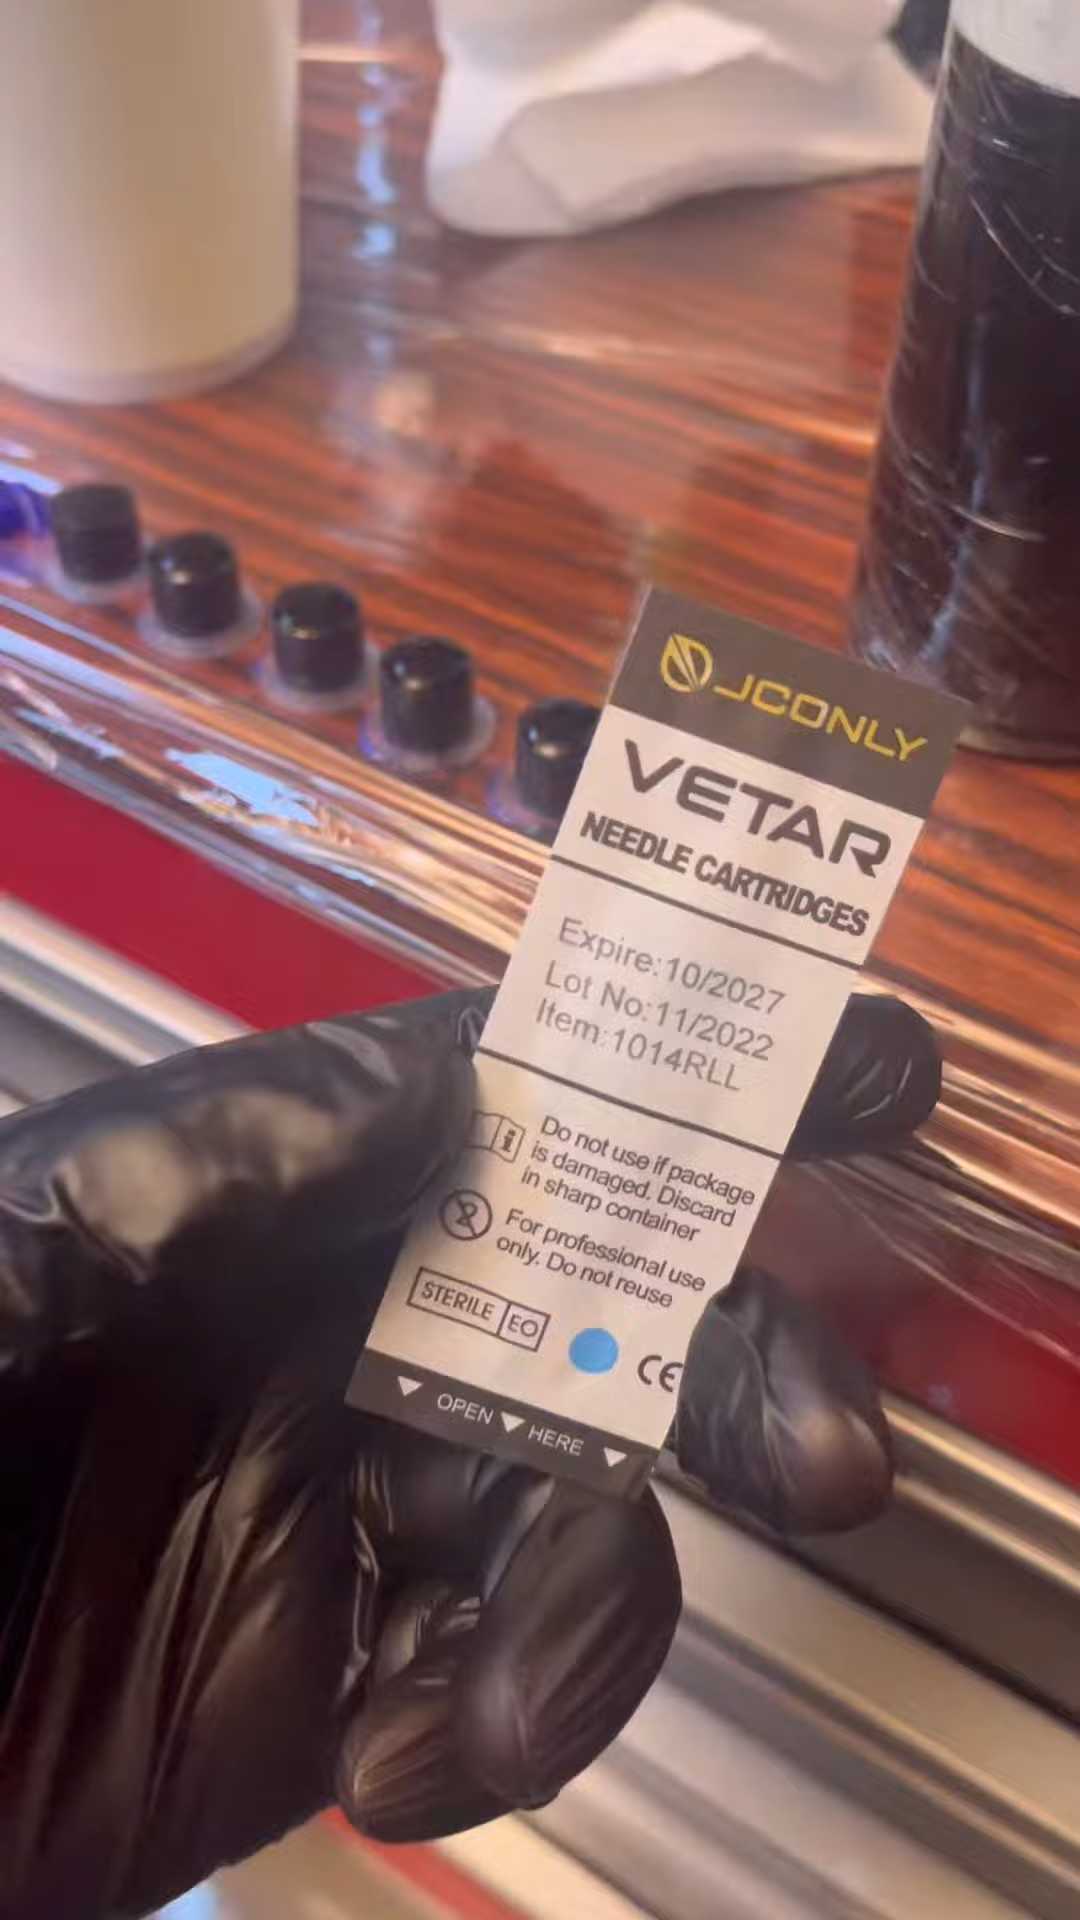 JCONLY
VETAR
NEEDLE CARTRIDGES
Expire:10/2027
Lot No:11/2022
Item:1014RLL
Do not use if package
is damaged. Discard
in sharp container
For professional use
only. Do not reuse
STERILE EO
CE
OPEN HERE